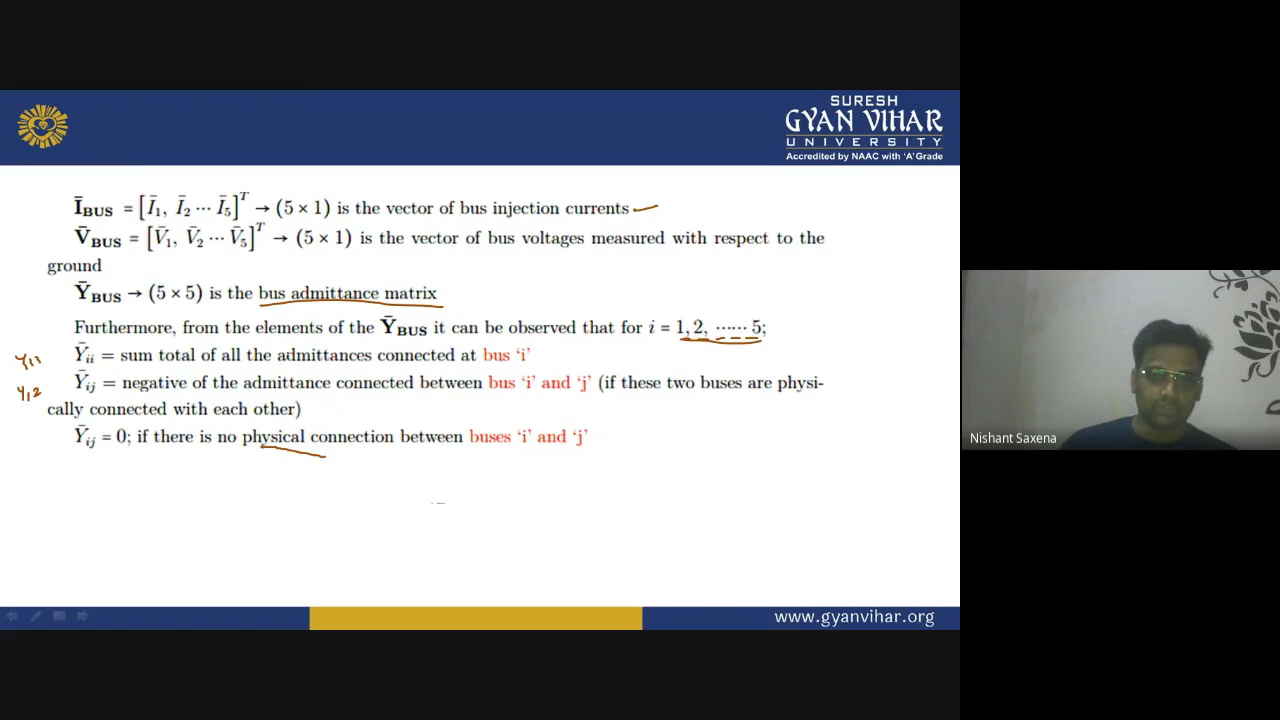 SURESH
GYAN VIHAR
UNIVERSITY
Accredited by NAAC with 'A' Grade
Ī_BUS = [Ī₁, Ī₂ ··· Ī₅]^T → (5 × 1) is the vector of bus injection currents
V̄_BUS = [V̄₁, V̄₂ ··· V̄₅]^T → (5 × 1) is the vector of bus voltages measured with respect to the
ground
Ȳ_BUS → (5 × 5) is the bus admittance matrix
Furthermore, from the elements of the Ȳ_BUS it can be observed that for i = 1, 2, ······ 5;
Y₁₁
Ȳ_ii = sum total of all the admittances connected at bus 'i'
Y₁₂
Ȳ_ij = negative of the admittance connected between bus 'i' and 'j' (if these two buses are physi-
cally connected with each other)
Ȳ_ij = 0; if there is no physical connection between buses 'i' and 'j'
www.gyanvihar.org
Nishant Saxena